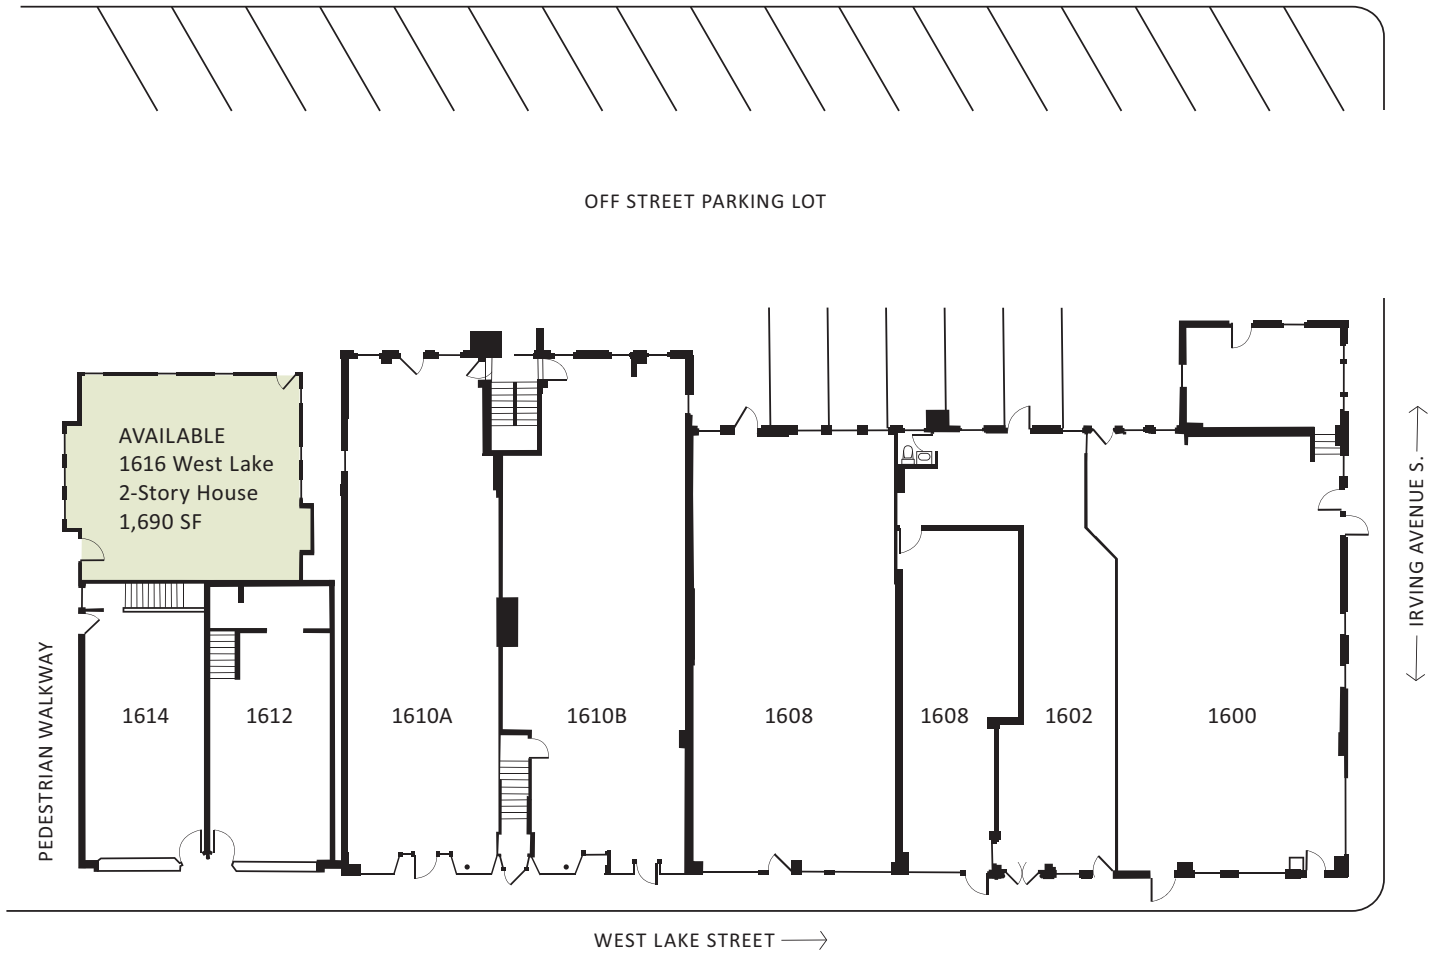 OFF STREET PARKING LOT
AVAILABLE
1616 West Lake
2-Story House
1,690 SF
PEDESTRIAN WALKWAY
1614
1612
1610A
1610B
1608
1608
1602
1600
IRVING AVENUE S.
WEST LAKE STREET